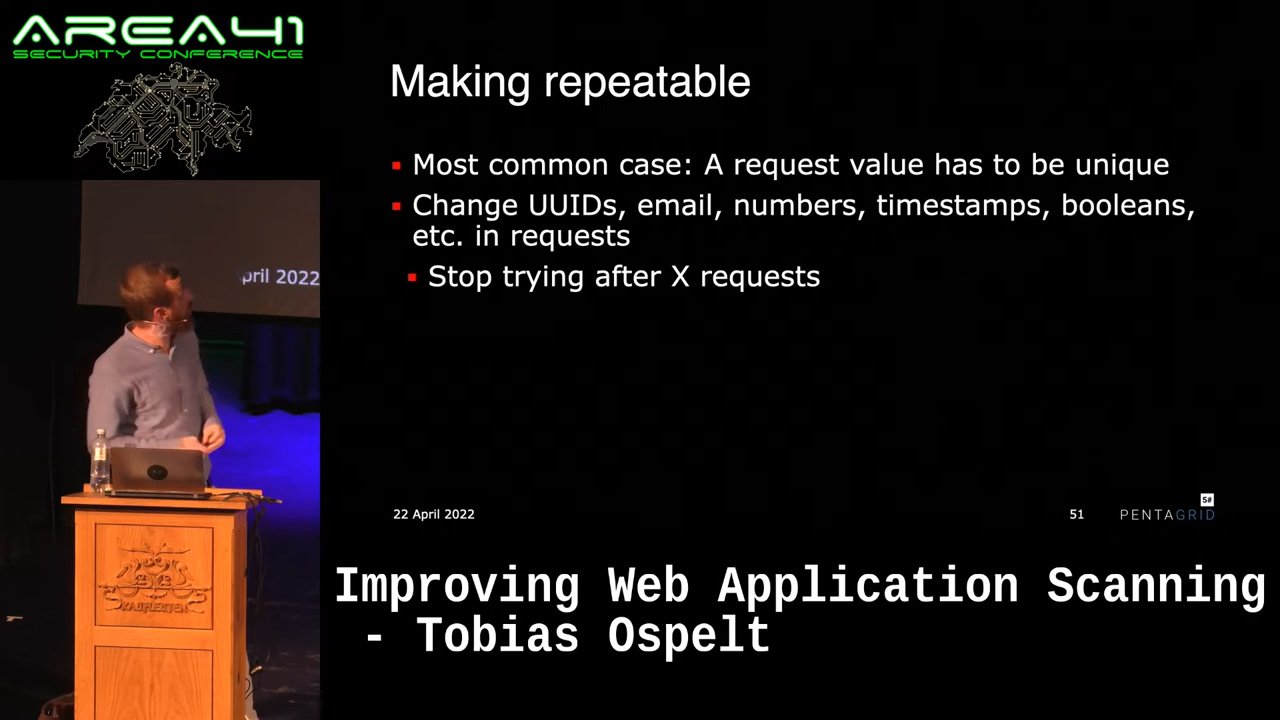 AREA41
SECURITY CONFERENCE
Making repeatable
Most common case: A request value has to be unique
Change UUIDs, email, numbers, timestamps, booleans,
etc. in requests
Stop trying after X requests
pril 2022
5#
22 April 2022
51
PENTAGRID
Improving Web Application Scanning
- Tobias Ospelt